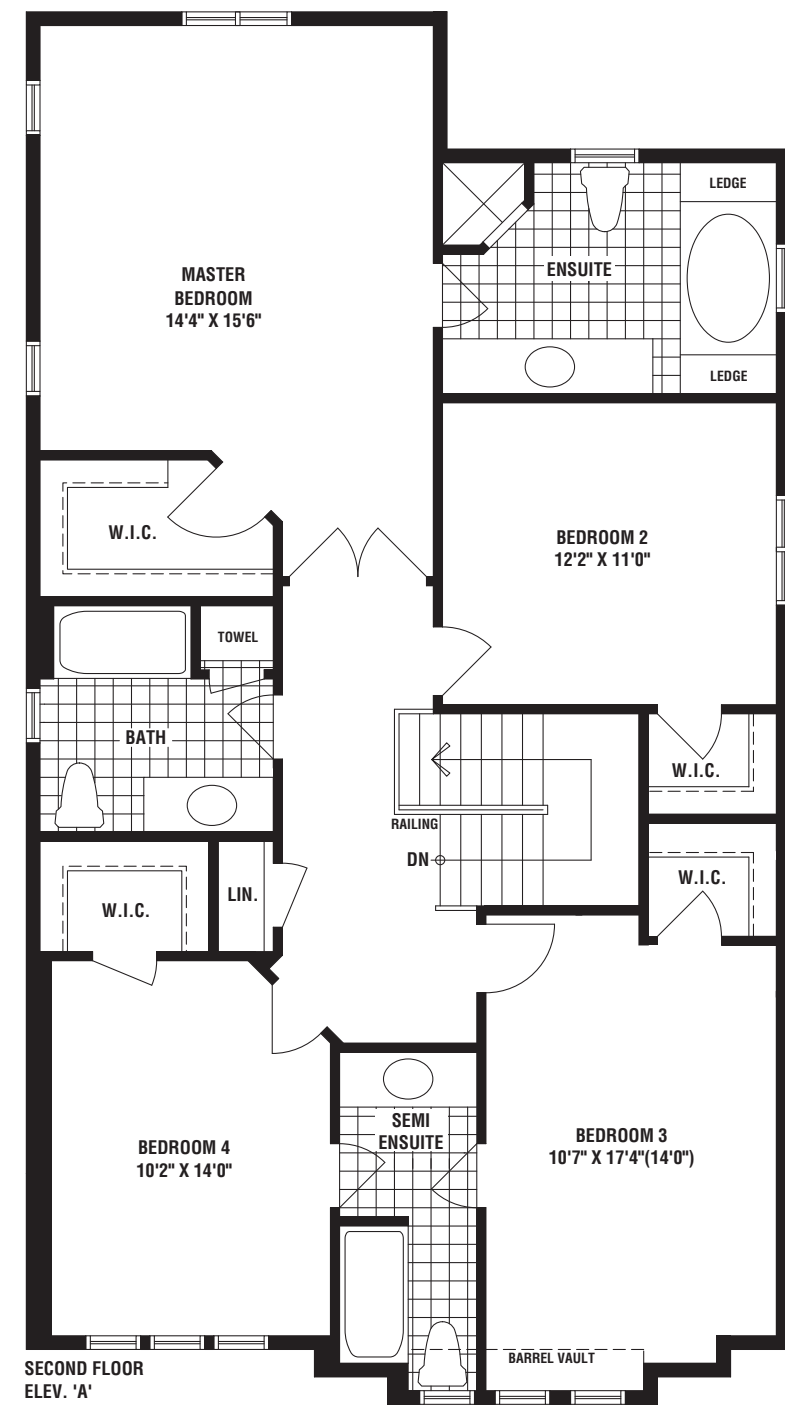 LEDGE
MASTER
BEDROOM
14'4" X 15'6"
ENSUITE
LEDGE
W.I.C.
BEDROOM 2
12'2" X 11'0"
TOWEL
BATH
W.I.C.
RAILING
DN
W.I.C.
LIN.
W.I.C.
SEMI
ENSUITE
BEDROOM 4
10'2" X 14'0"
BEDROOM 3
10'7" X 17'4"(14'0")
BARREL VAULT
SECOND FLOOR
ELEV. 'A'